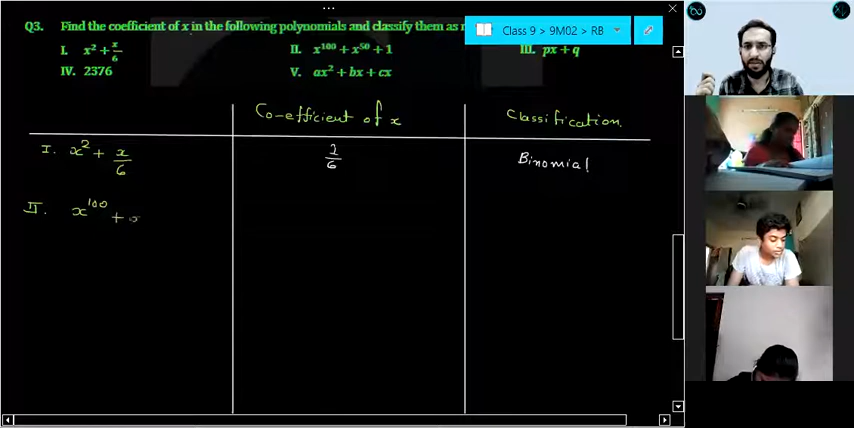 Q3. Find the coefficient of x in the following polynomials and classify them as
Class 9 > 9M02 > RB
I. x² + x/6
II. x¹⁰⁰ + x⁵⁰ + 1
III. px + q
IV. 2376
V. ax² + bx + cx
Co-efficient of x
Classification.
I. x² + x/6
1/6
Binomial
II. x¹⁰⁰ +